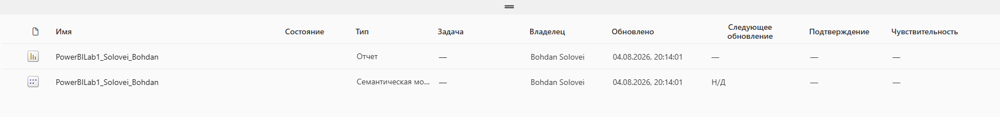 Имя Состояние Тип Задача Владелец Обновлено Следующее обновление Подтверждение Чувствительность
PowerBILab1_Solovei_Bohdan Отчет — Bohdan Solovei 04.08.2026, 20:14:01 — — —
PowerBILab1_Solovei_Bohdan Семантическая мо... — Bohdan Solovei 04.08.2026, 20:14:01 Н/Д — —